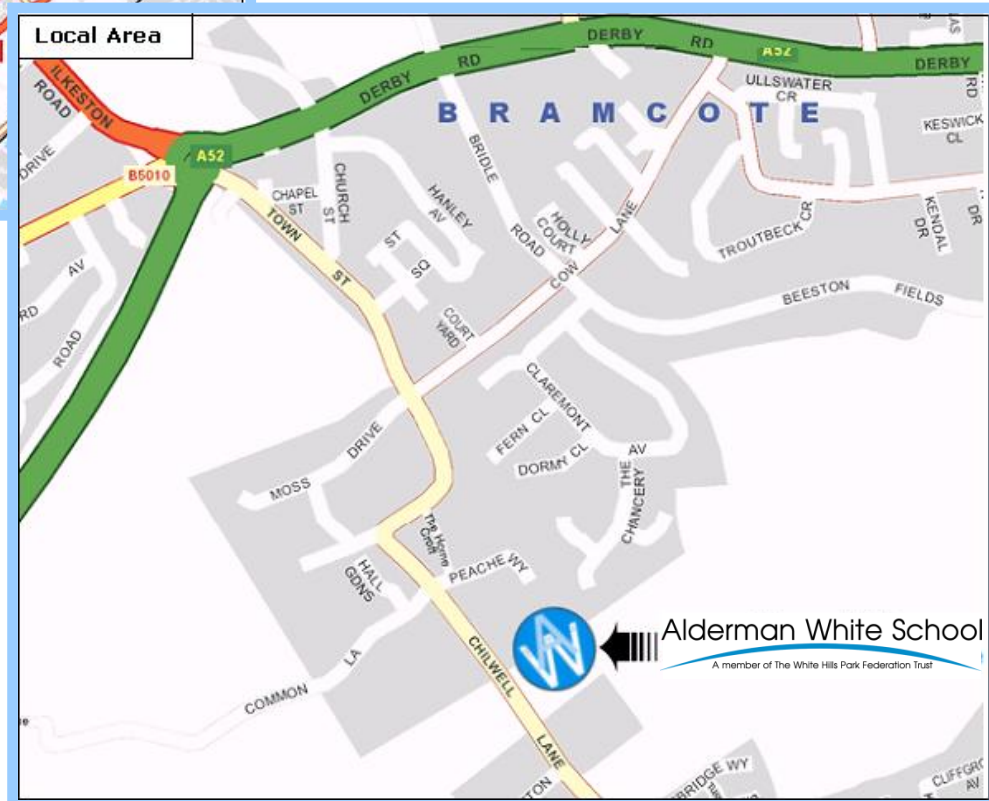 Local Area
ILKESTON
ROAD
DERBY
RD
DERBY
RD
A52
DERBY
BRAMCOTE
ULLSWATER
CR
RD
KESWICK
CL
DRIVE
B5010
A52
CHAPEL
ST
CHURCH
ST
TOWN
ST
HANLEY
AV
ST
SQ
BRIDLE
ROAD
HOLLY
COURT
COW
LANE
TROUTBECK
CR
KENDAL
DR
DR
BEESTON
FIELDS
AV
RD
ROAD
COURT
YARD
CLAREMONT
AV
FERN CL
DORMY CL
THE
CHANCERY
MOSS
DRIVE
The Home
Croft
HALL
GDNS
PEACHE WY
COMMON
LA
CHILWELL
LANE
Alderman White School
A member of The White Hills Park Federation Trust
AV